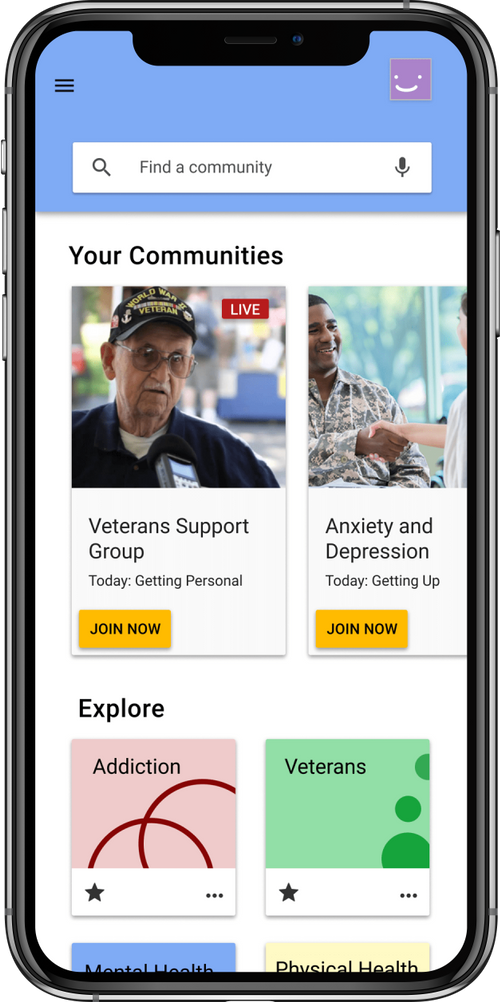 Find a community
Your Communities
WORLD WAR II
VETERAN
LIVE
Veterans Support
Group
Today: Getting Personal
JOIN NOW
Anxiety and
Depression
Today: Getting Up
JOIN NOW
Explore
Addiction
Veterans
Mental Health
Physical Health